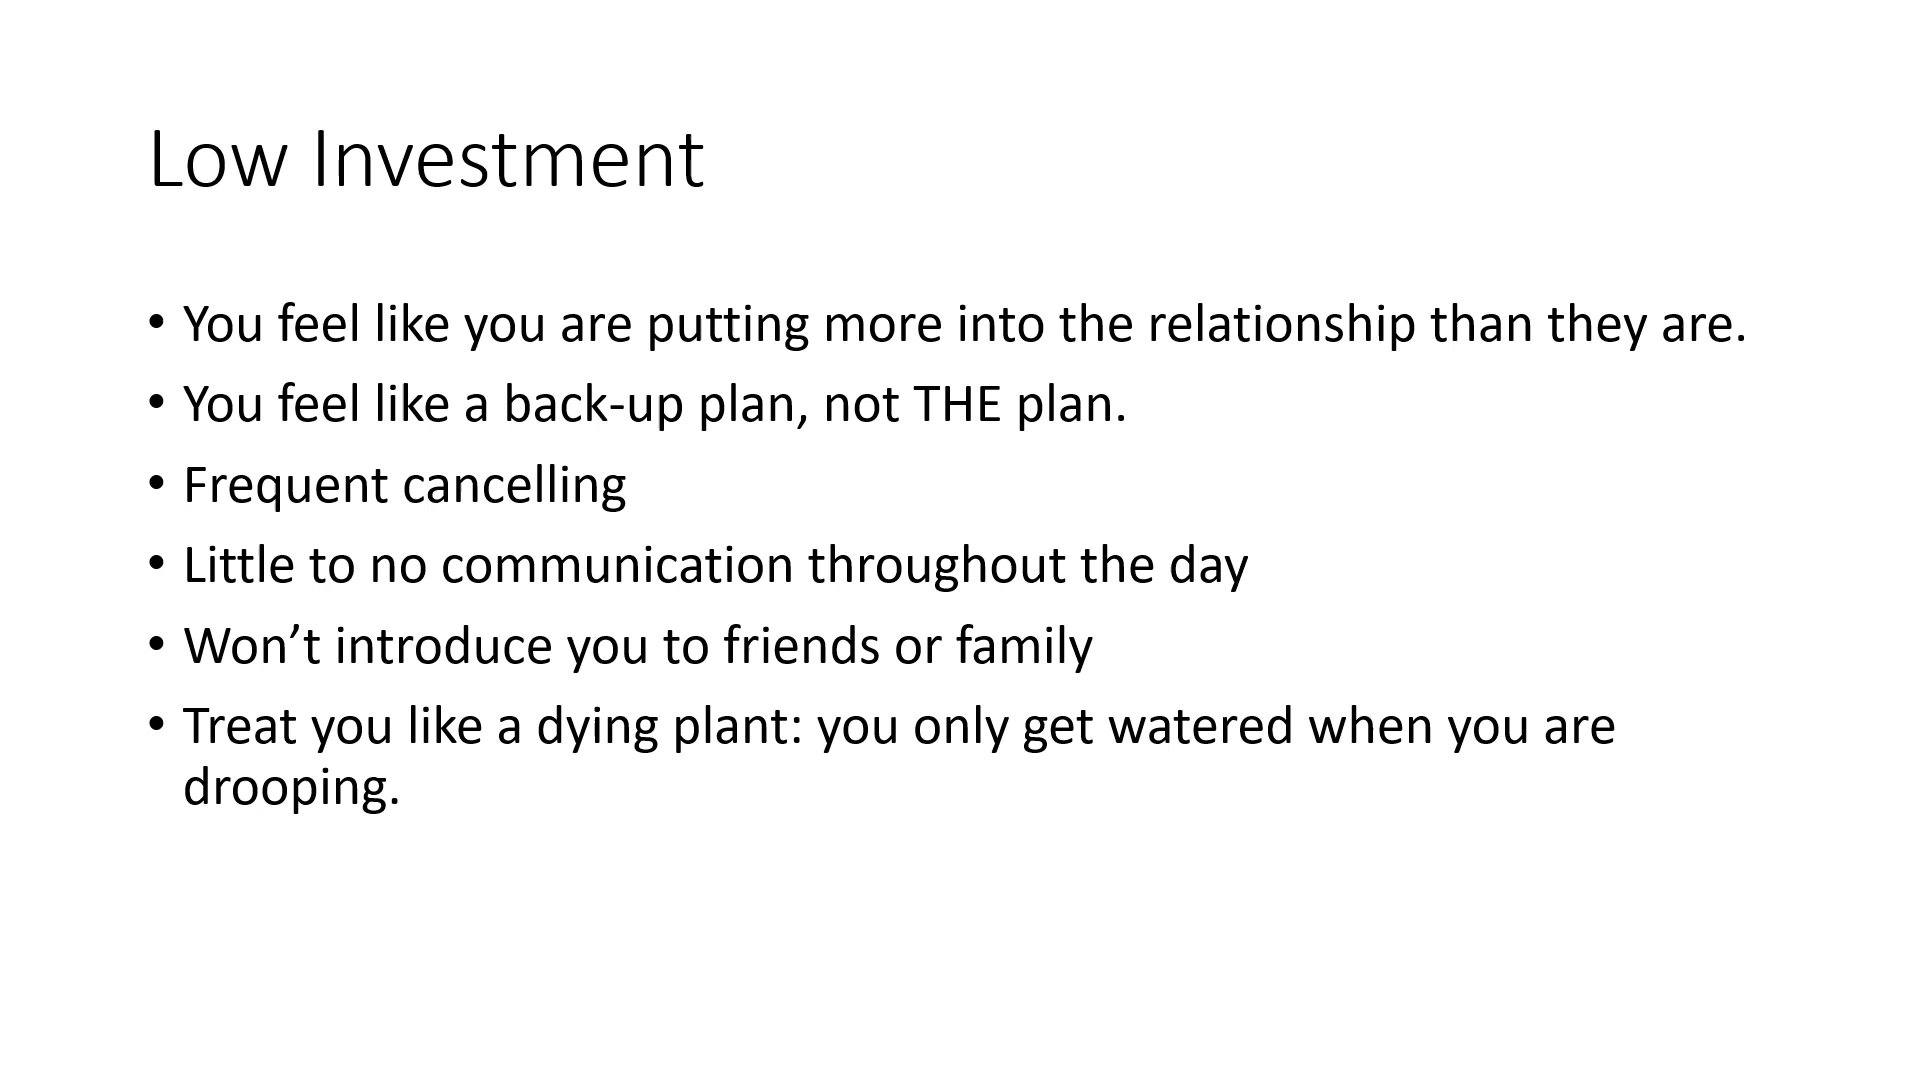 Low Investment
• You feel like you are putting more into the relationship than they are.
• You feel like a back-up plan, not THE plan.
• Frequent cancelling
• Little to no communication throughout the day
• Won’t introduce you to friends or family
• Treat you like a dying plant: you only get watered when you are
drooping.